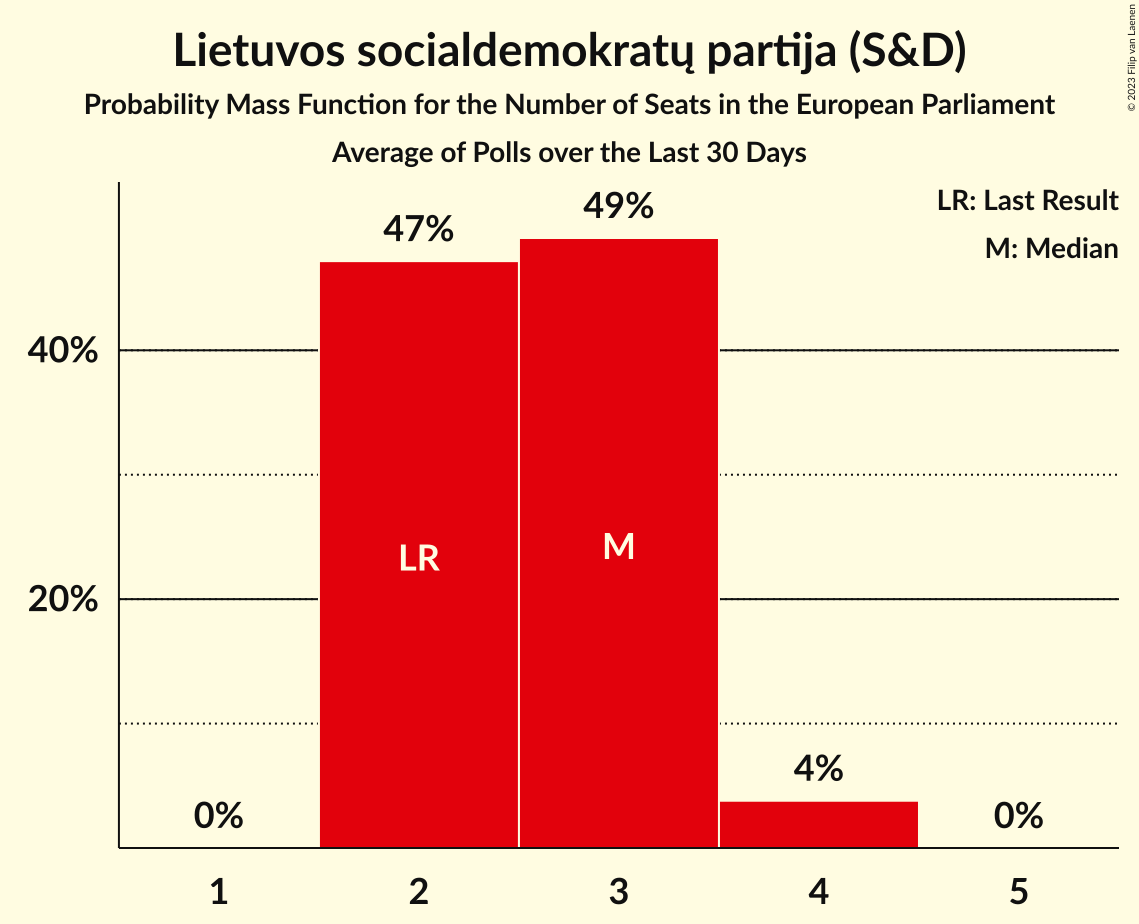 Lietuvos socialdemokratų partija (S&D)
Probability Mass Function for the Number of Seats in the European Parliament
Average of Polls over the Last 30 Days
© 2023 Filip van Laenen
LR: Last Result
M: Median
40%
20%
0%
47%
49%
4%
0%
LR
M
1
2
3
4
5